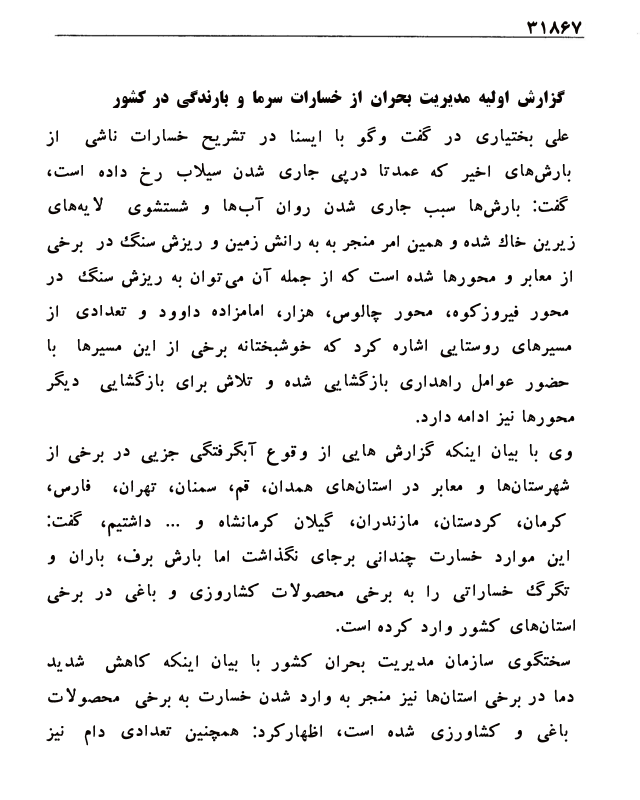 ۳۱۸۶۷
گزارش اولیه مدیریت بحران از خسارات سرما و بارندگی در کشور
علی بختیاری در گفت وگو با ایسنا در تشریح خسارات ناشی از
بارش‌های اخیر که عمدتا درپی جاری شدن سیلاب رخ داده است،
گفت: بارش‌ها سبب جاری شدن روان آب‌ها و شستشوی لایه‌های
زیرین خاک شده و همین امر منجر به به رانش زمین و ریزش سنگ در برخی
از معابر و محورها شده است که از جمله آن می‌توان به ریزش سنگ در
محور فیروزکوه، محور چالوس، هزار، امامزاده داوود و تعدادی از
مسیرهای روستایی اشاره کرد که خوشبختانه برخی از این مسیرها با
حضور عوامل راهداری بازگشایی شده و تلاش برای بازگشایی دیگر
محورها نیز ادامه دارد.
وی با بیان اینکه گزارش هایی از وقوع آبگرفتگی جزیی در برخی از
شهرستان‌ها و معابر در استان‌های همدان، قم، سمنان، تهران، فارس،
کرمان، کردستان، مازندران، گیلان کرمانشاه و ... داشتیم، گفت:
این موارد خسارت چندانی برجای نگذاشت اما بارش برف، باران و
تگرگ خساراتی را به برخی محصولات کشاروزی و باغی در برخی
استان‌های کشور وارد کرده است.
سختگوی سازمان مدیریت بحران کشور با بیان اینکه کاهش شدید
دما در برخی استان‌ها نیز منجر به وارد شدن خسارت به برخی محصولات
باغی و کشاورزی شده است، اظهارکرد: همچنین تعدادی دام نیز